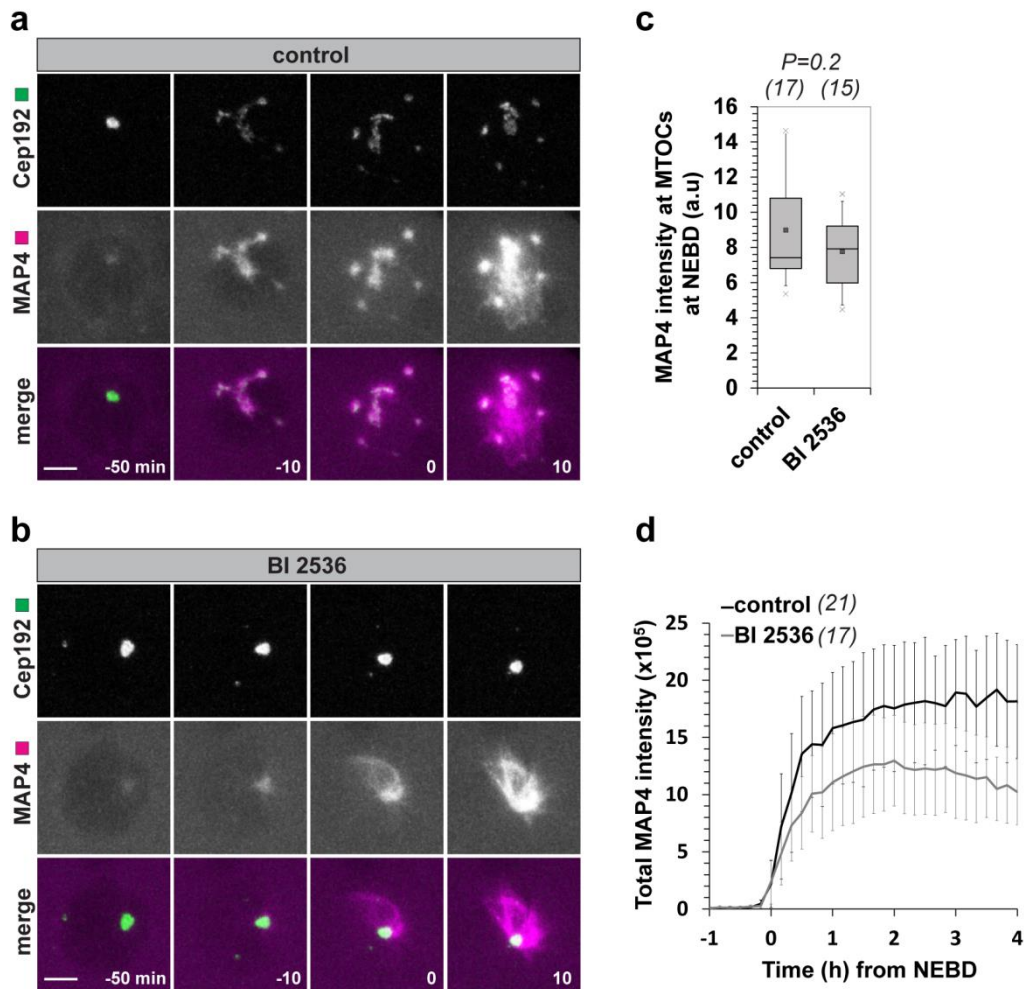 a
control
Cep192
MAP4
merge
-50 min
-10
0
10
b
BI 2536
Cep192
MAP4
merge
-50 min
-10
0
10
c
P=0.2
(17) (15)
MAP4 intensity at MTOCs
at NEBD (a.u)
16
14
12
10
8
6
4
2
0
control
BI 2536
d
control (21)
BI 2536 (17)
Total MAP4 intensity (x10⁵)
25
20
15
10
5
0
-1 0 1 2 3 4
Time (h) from NEBD